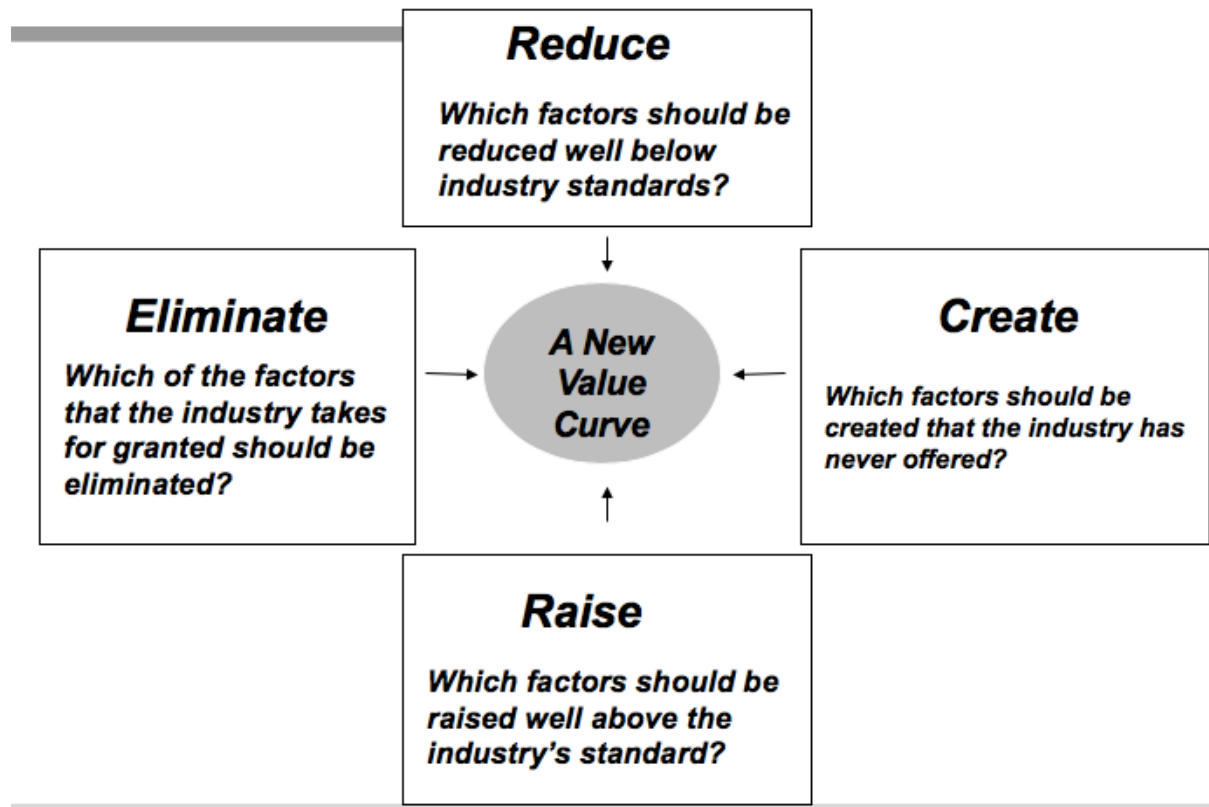 Reduce
Which factors should be
reduced well below
industry standards?
Eliminate
Which of the factors
that the industry takes
for granted should be
eliminated?
A New
Value
Curve
Create
Which factors should be
created that the industry has
never offered?
Raise
Which factors should be
raised well above the
industry’s standard?